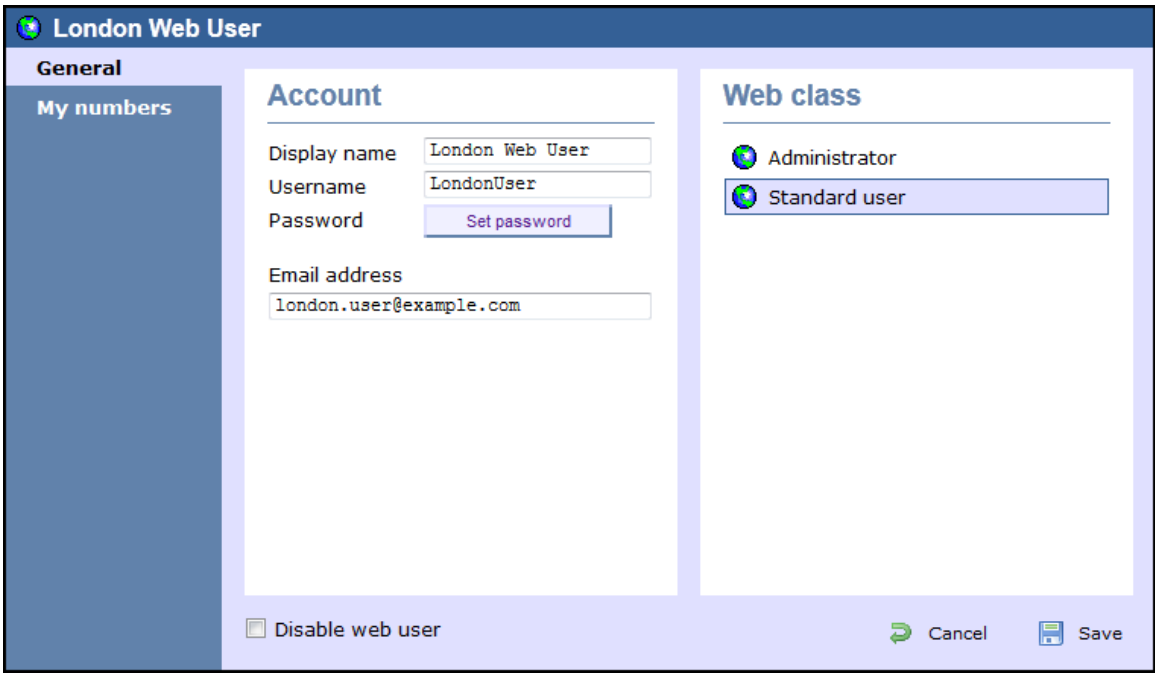 London Web User
General
My numbers
Account
Display name London Web User
Username LondonUser
Password Set password
Email address
london.user@example.com
Web class
Administrator
Standard user
Disable web user
Cancel Save